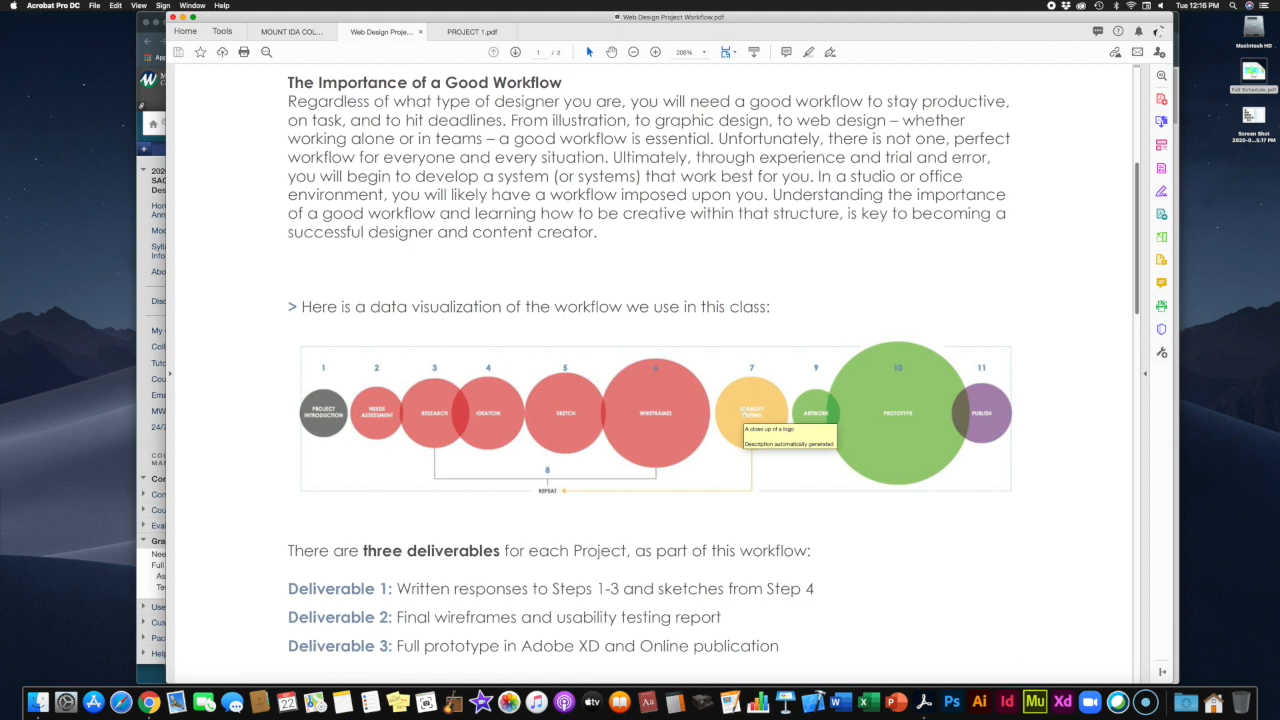 Acrobat Pro DC File Edit View Sign Window Help
Tue 12:16 PM
Web Design Project Workflow.pdf
Home Tools MOUNT IDA COL... Web Design Proje... × PROJECT 1.pdf
1 / 2 205%
Macintosh HD
Full Schedule.pdf
Screen Shot
2020-0...5.17 PM
The Importance of a Good Workflow
Regardless of what type of designer you are, you will need a good workflow to stay productive,
on task, and to hit deadlines. From illustration, to graphic design, to web design – whether
working alone or in teams – a good workflow is essential. Unfortunately, there is not one, perfect
workflow for everyone and every situation. Ultimately, through experience and trial and error,
you will begin to develop a system (or systems) that work best for you. In a studio or office
environment, you will likely have a workflow imposed upon you. Understanding the importance
of a good workflow and learning how to be creative within that structure, is key to becoming a
successful designer and content creator.
> Here is a data visualization of the workflow we use in this class:
1 2 3 4 5 6 7 9 10 11
PROJECT INTRODUCTION
NEEDS ASSESSMENT
RESEARCH
IDEATION
SKETCH
WIREFRAMES
ARTWORK
PROTOTYPE
PUBLISH
A close up of a logo
Description automatically generated
8
REPEAT
There are three deliverables for each Project, as part of this workflow:
Deliverable 1: Written responses to Steps 1-3 and sketches from Step 4
Deliverable 2: Final wireframes and usability testing report
Deliverable 3: Full prototype in Adobe XD and Online publication